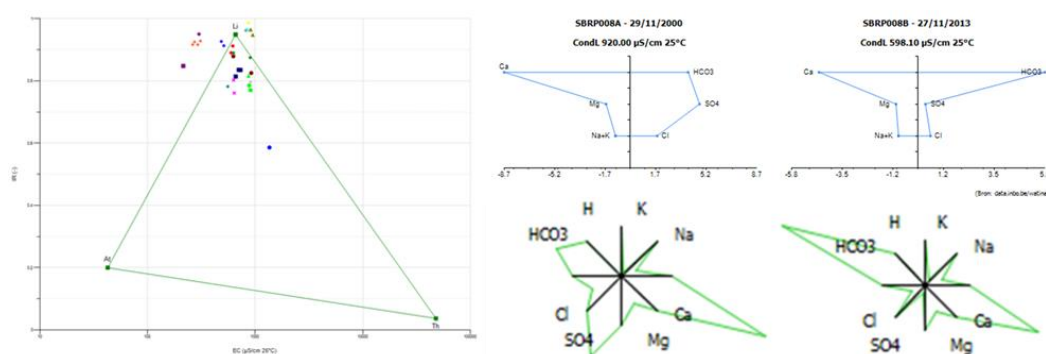 Li
At
Th
10
EC (µS/cm 25°C)
SBRP008A - 29/11/2000
CondL 920.00 µS/cm 25°C
Ca
HCO3
Mg
SO4
Na+K
Cl
-8.7
-5.2
-1.7
1.7
5.2
8.7
SBRP008B - 27/11/2013
CondL 598.10 µS/cm 25°C
Ca
HCO3
Mg
SO4
Na+K
Cl
-5.8
-3.5
-1.2
1.2
3.5
H
K
HCO3
Na
Cl
Ca
SO4
Mg
H
K
HCO3
Na
Cl
Ca
SO4
Mg